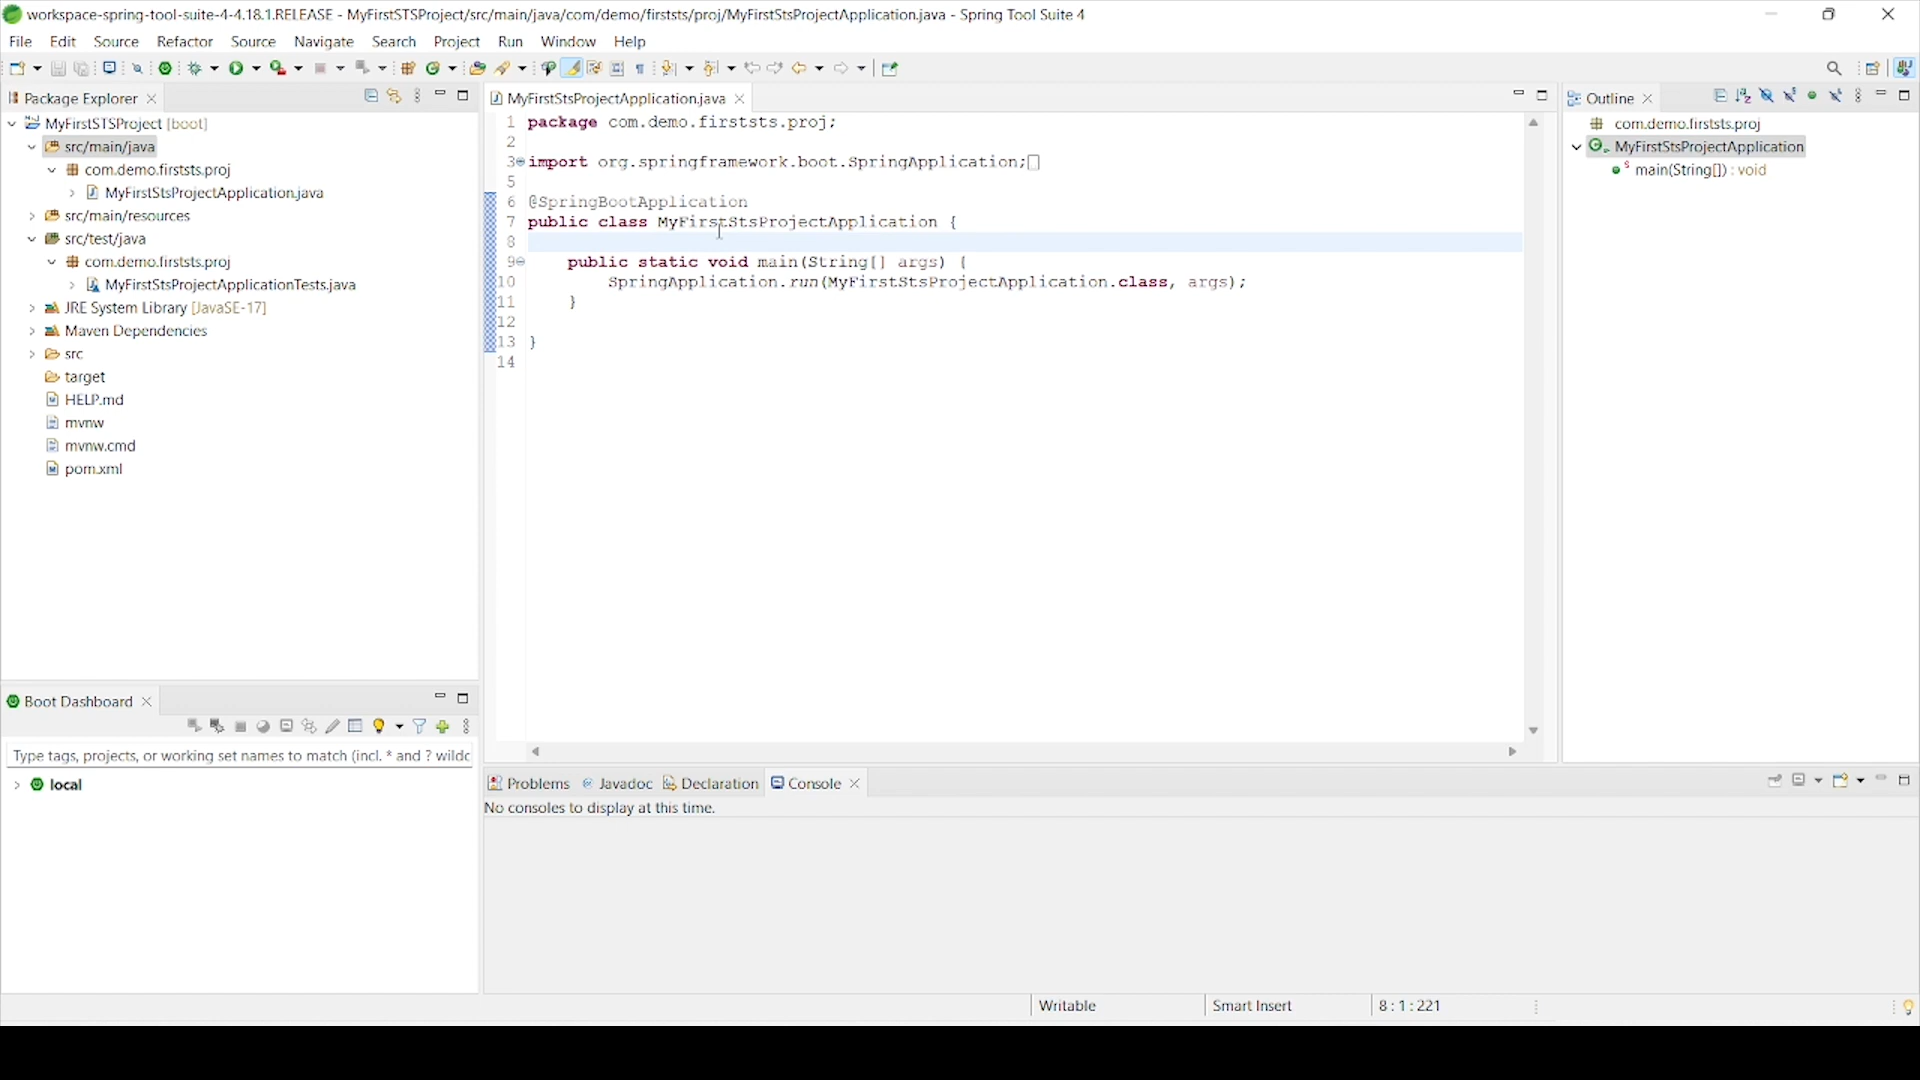 workspace-spring-tool-suite-4-4.18.1.RELEASE - MyFirstSTSProject/src/main/java/com/demo/firststs/proj/MyFirstStsProjectApplication.java - Spring Tool Suite 4
File Edit Source Refactor Source Navigate Search Project Run Window Help
Package Explorer
MyFirstSTSProject [boot]
src/main/java
com.demo.firststs.proj
MyFirstStsProjectApplication.java
src/main/resources
src/test/java
com.demo.firststs.proj
MyFirstStsProjectApplicationTests.java
JRE System Library [JavaSE-17]
Maven Dependencies
src
target
HELP.md
mvnw
mvnw.cmd
pom.xml
MyFirstStsProjectApplication.java
1 package com.demo.firststs.proj;
2
3 import org.springframework.boot.SpringApplication;
5
6 @SpringBootApplication
7 public class MyFirstStsProjectApplication {
8
9 public static void main(String[] args) {
10 SpringApplication.run(MyFirstStsProjectApplication.class, args);
11 }
12
13 }
14
Outline
com.demo.firststs.proj
MyFirstStsProjectApplication
main(String[]) : void
Boot Dashboard
Type tags, projects, or working set names to match (incl. * and ? wildc
local
Problems Javadoc Declaration Console
No consoles to display at this time.
Writable Smart Insert 8 : 1 : 221